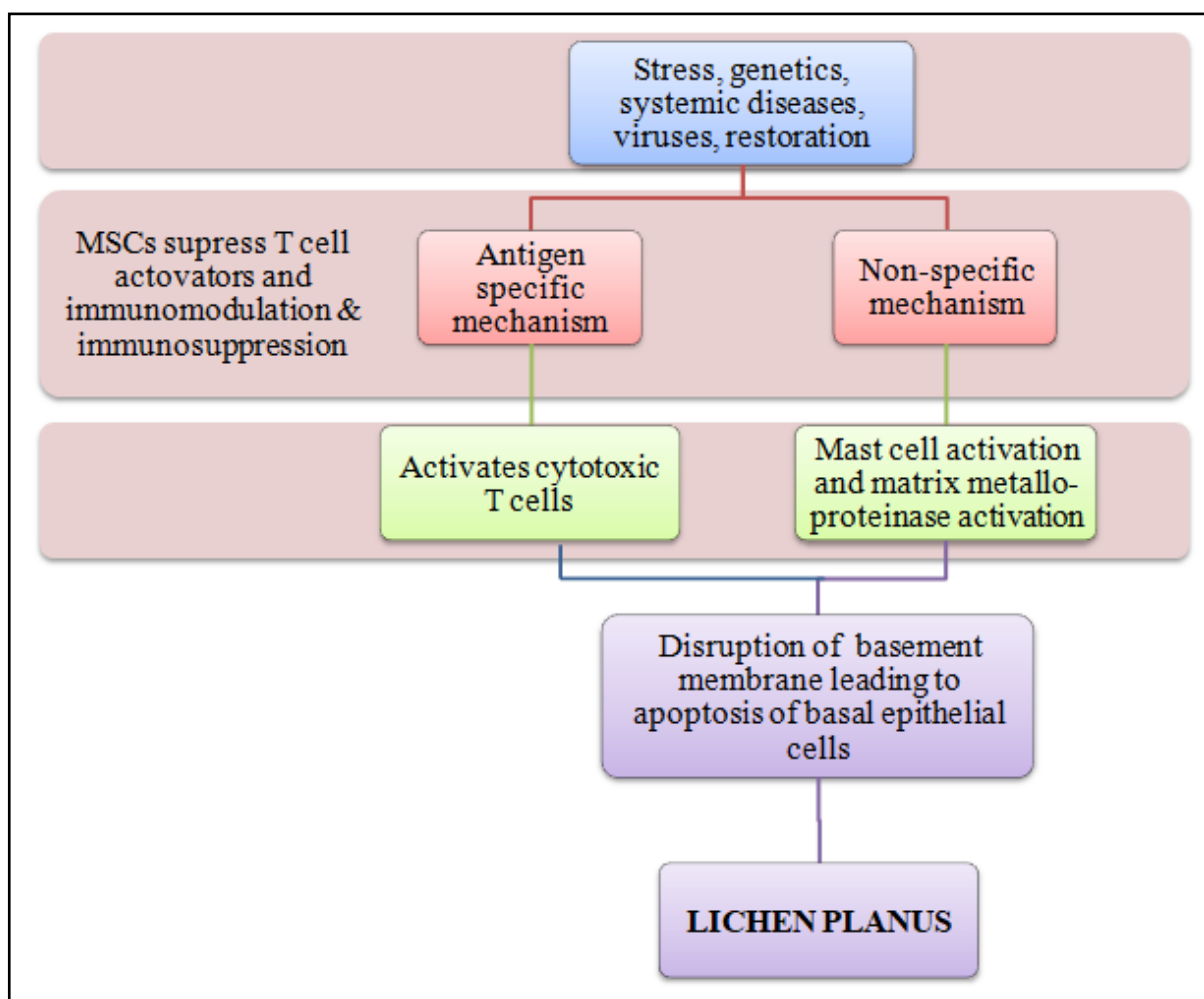 Stress, genetics,
systemic diseases,
viruses, restoration
MSCs supress T cell
actovators and
immunomodulation &
immunosuppression
Antigen
specific
mechanism
Non-specific
mechanism
Activates cytotoxic
T cells
Mast cell activation
and matrix metallo-
proteinase activation
Disruption of basement
membrane leading to
apoptosis of basal epithelial
cells
LICHEN PLANUS